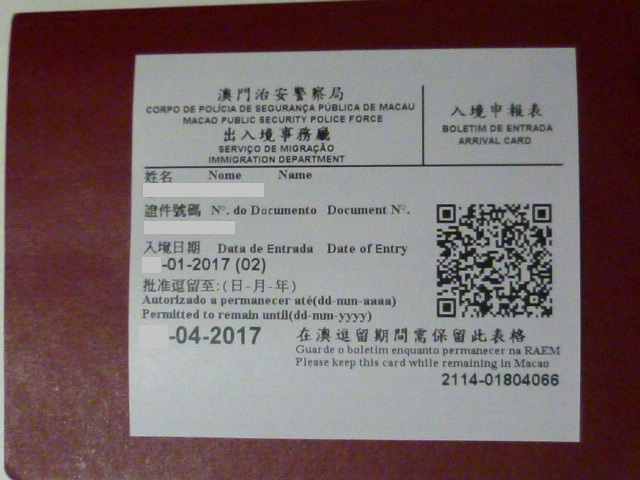 澳門治安警察局
CORPO DE POLÍCIA DE SEGURANÇA PÚBLICA DE MACAU
MACAO PUBLIC SECURITY POLICE FORCE
出入境事務廳
SERVIÇO DE MIGRAÇÃO
IMMIGRATION DEPARTMENT
入境申報表
BOLETIM DE ENTRADA
ARRIVAL CARD
姓名 Nome Name
證件號碼 Nº. do Documento Document Nº.
入境日期 Data de Entrada Date of Entry
-01-2017 (02)
批准逗留至:(日-月-年)
Autorizado a permanecer até(dd-mm-aaaa)
Permitted to remain until(dd-mm-yyyy)
-04-2017
在澳逗留期間需保留此表格
Guarde o boletim enquanto permanecer na RAEM
Please keep this card while remaining in Macao
2114-01804066